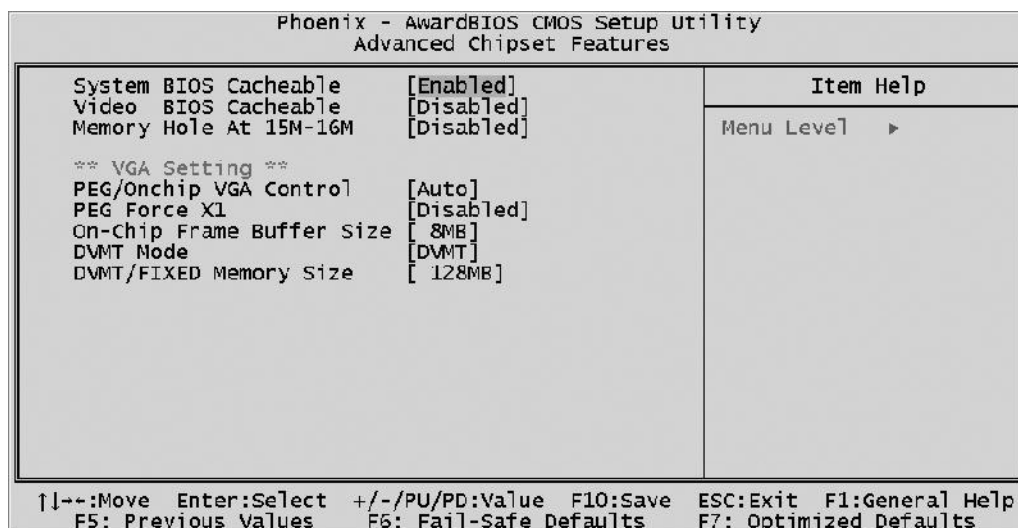 Phoenix - AwardBIOS CMOS Setup Utility
Advanced Chipset Features
System BIOS Cacheable [Enabled]
Video BIOS Cacheable [Disabled]
Memory Hole At 15M-16M [Disabled]
** VGA Setting **
PEG/Onchip VGA Control [Auto]
PEG Force X1 [Disabled]
On-Chip Frame Buffer Size [ 8MB]
DVMT Mode [DVMT]
DVMT/FIXED Memory Size [ 128MB]
Item Help
Menu Level ▶
↑↓→←:Move Enter:Select +/-/PU/PD:Value F10:Save ESC:Exit F1:General Help
F5: Previous Values F6: Fail-Safe Defaults F7: Optimized Defaults